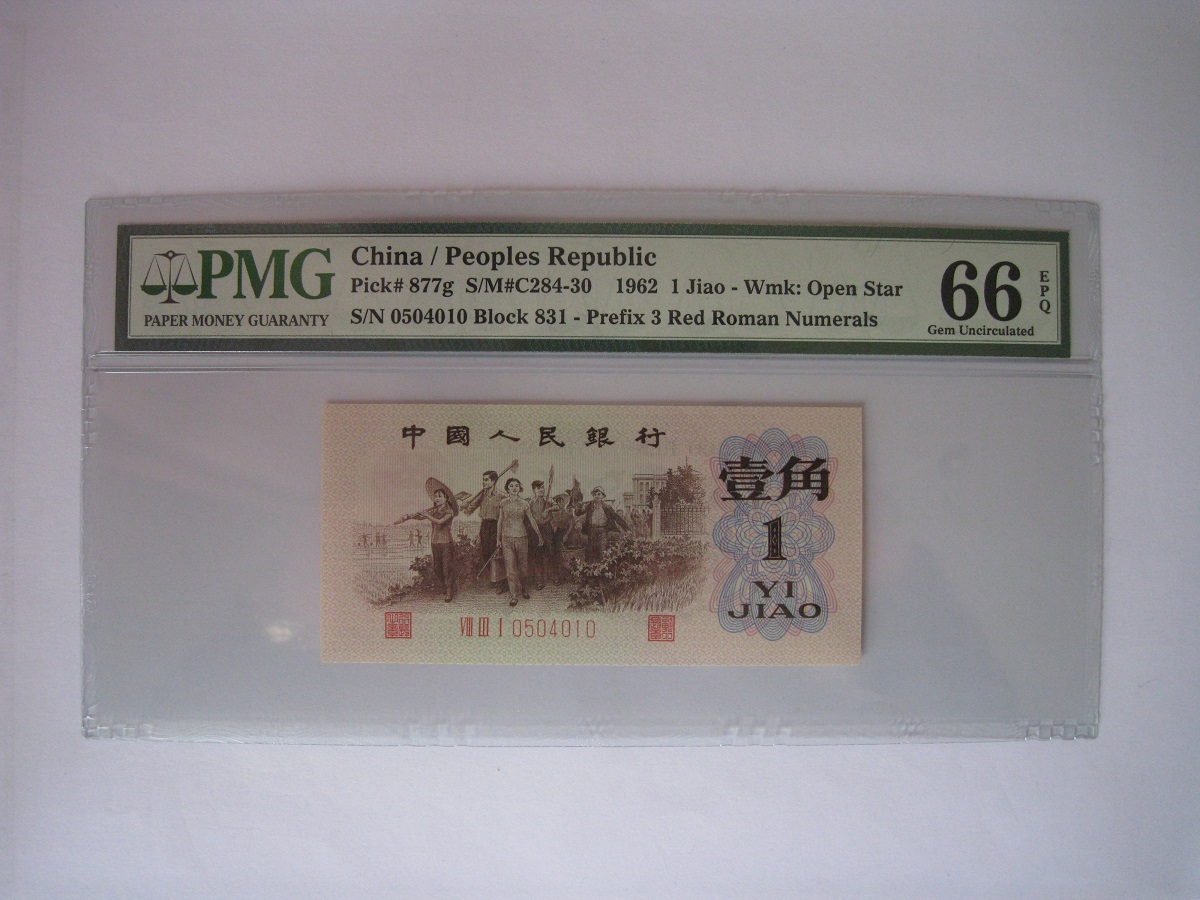 PMG
PAPER MONEY GUARANTY
China / Peoples Republic
Pick# 877g S/M#C284-30 1962 1 Jiao - Wmk: Open Star
S/N 0504010 Block 831 - Prefix 3 Red Roman Numerals
66
EPQ
Gem Uncirculated
中國人民銀行
壹角
1
YI
JIAO
VIII III I 0504010